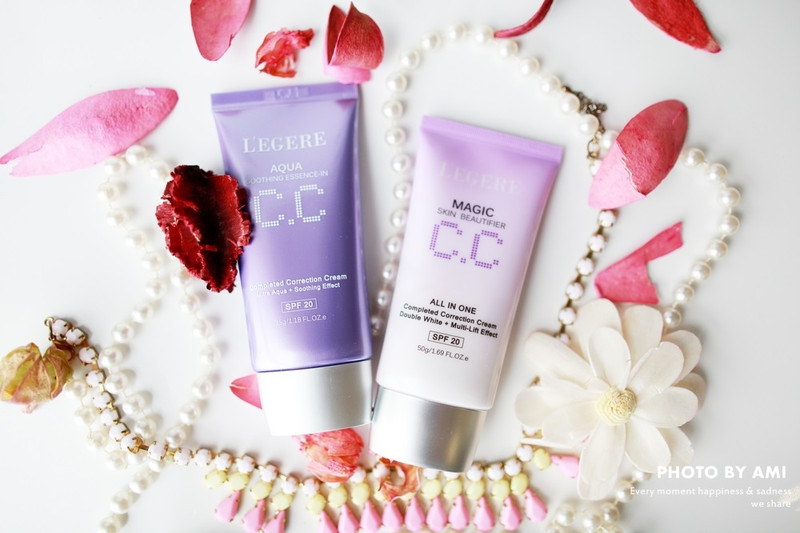 L'EGERE
AQUA
SOOTHING ESSENCE-IN
C.C
Completed Correction Cream
Aqua + Soothing Effect
SPF 20
1.18 FL.OZ.e
L'EGERE
MAGIC
SKIN BEAUTIFIER
C.C
ALL IN ONE
Completed Correction Cream
Double White + Multi-Lift Effect
SPF 20
50g/1.69 FL.OZ.e
PHOTO BY AMI
Every moment happiness & sadness
we share